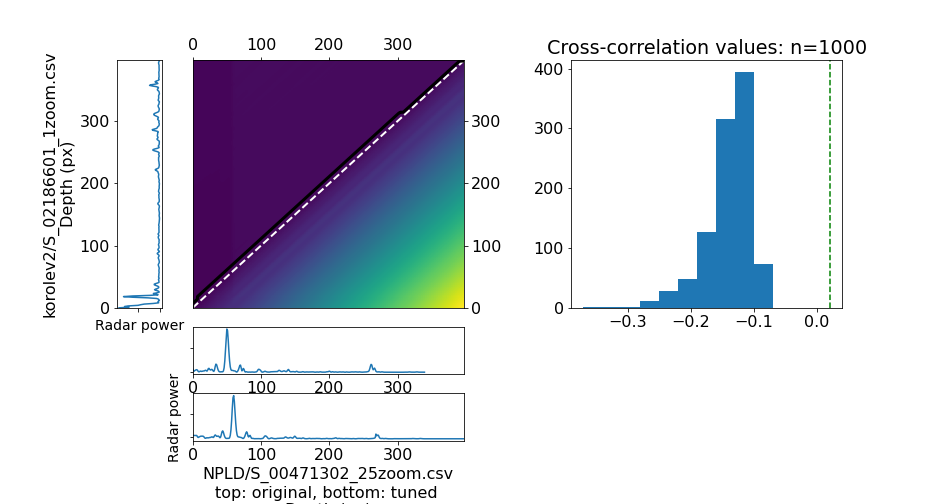 0 100 200 300
korolev2/S_02186601_1zoom.csv
Depth (px)
300
200
100
0
300
200
100
0
Radar power
0 100 200 300
Radar power
0 100 200 300
NPLD/S_00471302_25zoom.csv
top: original, bottom: tuned
Cross-correlation values: n=1000
400
300
200
100
0
−0.3 −0.2 −0.1 0.0